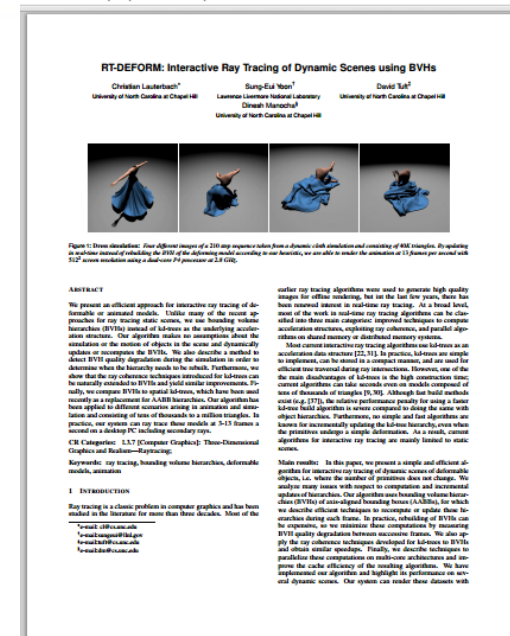 RT-DEFORM: Interactive Ray Tracing of Dynamic Scenes using BVHs
Christian Lauterbach*
University of North Carolina at Chapel Hill
Sung-Eui Yoon†
Lawrence Livermore National Laboratory
David Tuft‡
University of North Carolina at Chapel Hill
Dinesh Manocha§
University of North Carolina at Chapel Hill
Figure 1: Dress simulation: Four different images of a 210 step sequence taken from a dynamic cloth simulation and consisting of 40K triangles. By updating
in real-time instead of rebuilding the BVH of the deforming model according to our heuristic, we are able to render the animation at 13 frames per second with
512² screen resolution using a dual-core P4 processor at 2.8 GHz.
ABSTRACT
We present an efficient approach for interactive ray tracing of de-
formable or animated models. Unlike many of the recent ap-
proaches for ray tracing static scenes, we use bounding volume
hierarchies (BVHs) instead of kd-trees as the underlying acceler-
ation structure. Our algorithm makes no assumptions about the
simulation or the motion of objects in the scene and dynamically
updates or recomputes the BVHs. We also describe a method to
detect BVH quality degradation during the simulation in order to
determine when the hierarchy needs to be rebuilt. Furthermore, we
show that the ray coherence techniques introduced for kd-trees can
be naturally extended to BVHs and yield similar improvements. Fi-
nally, we compare BVHs to spatial kd-trees, which have been used
recently as a replacement for AABB hierarchies. Our algorithm has
been applied to different scenarios arising in animation and simu-
lation and consisting of tens of thousands to a million triangles. In
practice, our system can ray trace these models at 3-13 frames a
second on a desktop PC including secondary rays.
CR Categories: I.3.7 [Computer Graphics]: Three-Dimensional
Graphics and Realism—Raytracing;
Keywords: ray tracing, bounding volume hierarchies, deformable
models, animation
1 INTRODUCTION
Ray tracing is a classic problem in computer graphics and has been
studied in the literature for more than three decades. Most of the
*e-mail: cl@cs.unc.edu
†e-mail:sungeui@llnl.gov
‡e-mail:tuft@cs.unc.edu
§e-mail:dm@cs.unc.edu
earlier ray tracing algorithms were used to generate high quality
images for offline rendering, but int the last few years, there has
been renewed interest in real-time ray tracing. At a broad level,
most of the work in real-time ray tracing algorithms can be clas-
sified into three main categories: improved techniques to compute
acceleration structures, exploiting ray coherence, and parallel algo-
rithms on shared memory or distributed memory systems.
Most current interactive ray tracing algorithms use kd-trees as an
acceleration data structure [22, 31]. In practice, kd-trees are simple
to implement, can be stored in a compact manner, and are used for
efficient tree traversal during ray intersections. However, one of the
the main disadvantages of kd-trees is the high construction time;
current algorithms can take seconds even on models composed of
tens of thousands of triangles [9, 30]. Although fast build methods
exist (e.g. [37]), the relative performance penalty for using a faster
kd-tree build algorithm is severe compared to doing the same with
object hierarchies. Furthermore, no simple and fast algorithms are
known for incrementally updating the kd-tree hierarchy, even when
the primitives undergo a simple deformation. As a result, current
algorithms for interactive ray tracing are mainly limited to static
scenes.
Main results: In this paper, we present a simple and efficient al-
gorithm for interactive ray tracing of dynamic scenes of deformable
objects, i.e. where the number of primitives does not change. We
analyze many issues with respect to computation and incremental
updates of hierarchies. Our algorithm uses bounding volume hierar-
chies (BVHs) of axis-aligned bounding boxes (AABBs), for which
we describe efficient techniques to recompute or update these hi-
erarchies during each frame. In practice, rebuilding of BVHs can
be expensive, so we minimize these computations by measuring
BVH quality degradation between successive frames. We also ap-
ply the ray coherence techniques developed for kd-trees to BVHs
and obtain similar speedups. Finally, we describe techniques to
parallelize these computations on multi-core architectures and im-
prove the cache efficiency of the resulting algorithms. We have
implemented our algorithm and highlight its performance on sev-
eral dynamic scenes. Our system can render these datasets with